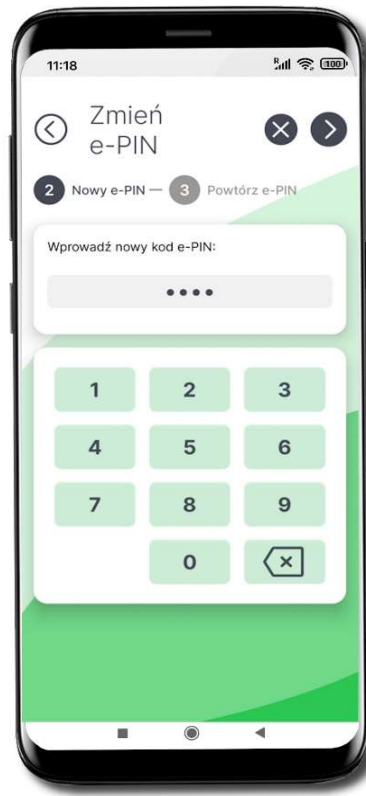 11:18
R
100
Zmień
e-PIN
2 Nowy e-PIN — 3 Powtórz e-PIN
Wprowadź nowy kod e-PIN:
••••
1 2 3
4 5 6
7 8 9
0